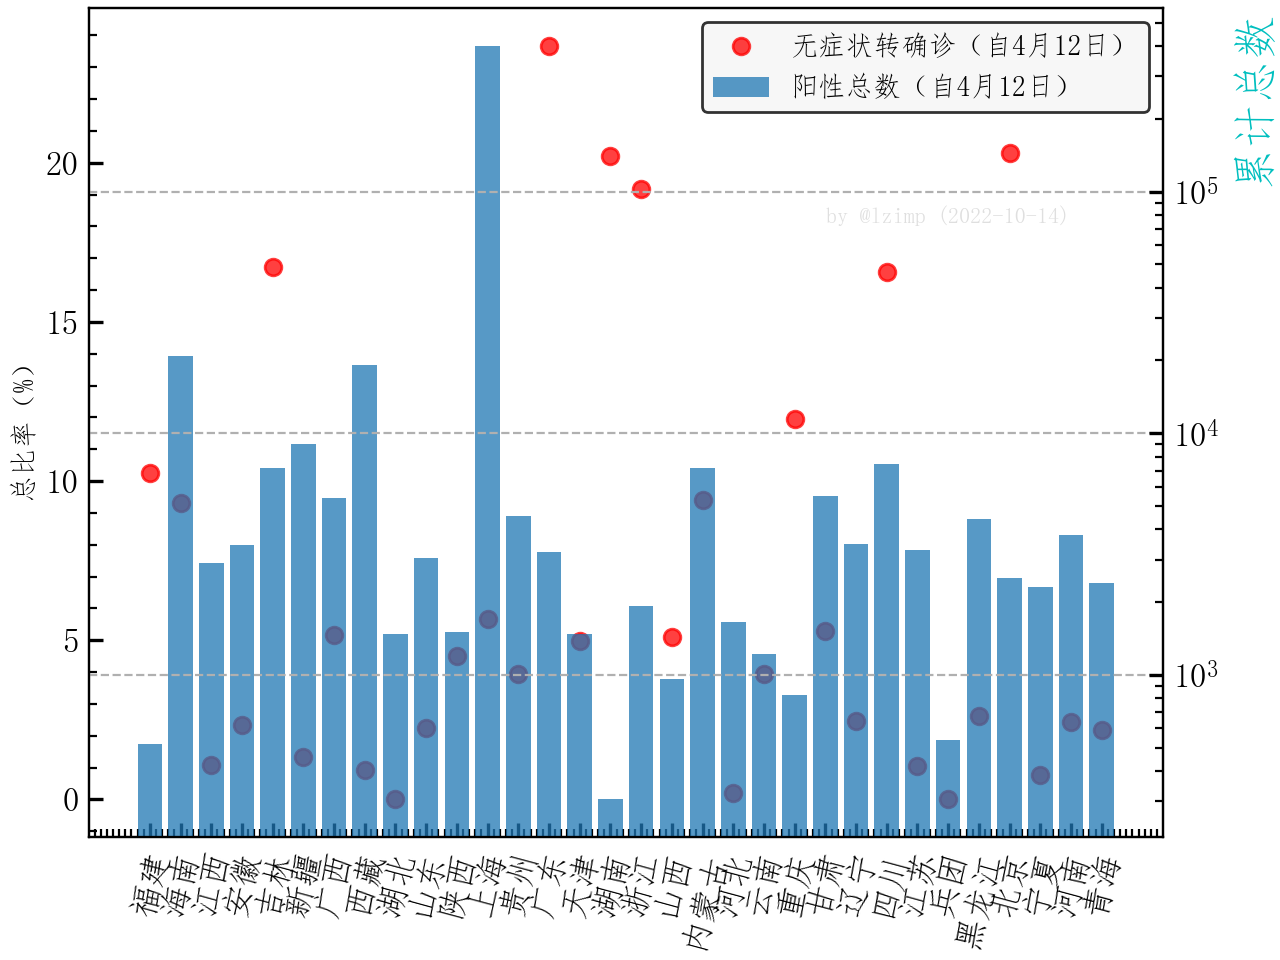 无症状转确诊（自4月12日）
阳性总数（自4月12日）
累计总数
by @lzimp (2022-10-14)
总比率 (%)
20
15
10
5
0
10^5
10^4
10^3
福建
海南
江西
安徽
吉林
新疆
广西
西藏
湖北
山东
陕西
上海
贵州
广东
天津
湖南
浙江
山西
内蒙古
河北
云南
重庆
甘肃
辽宁
四川
江苏
兵团
黑龙江
北京
宁夏
河南
青海